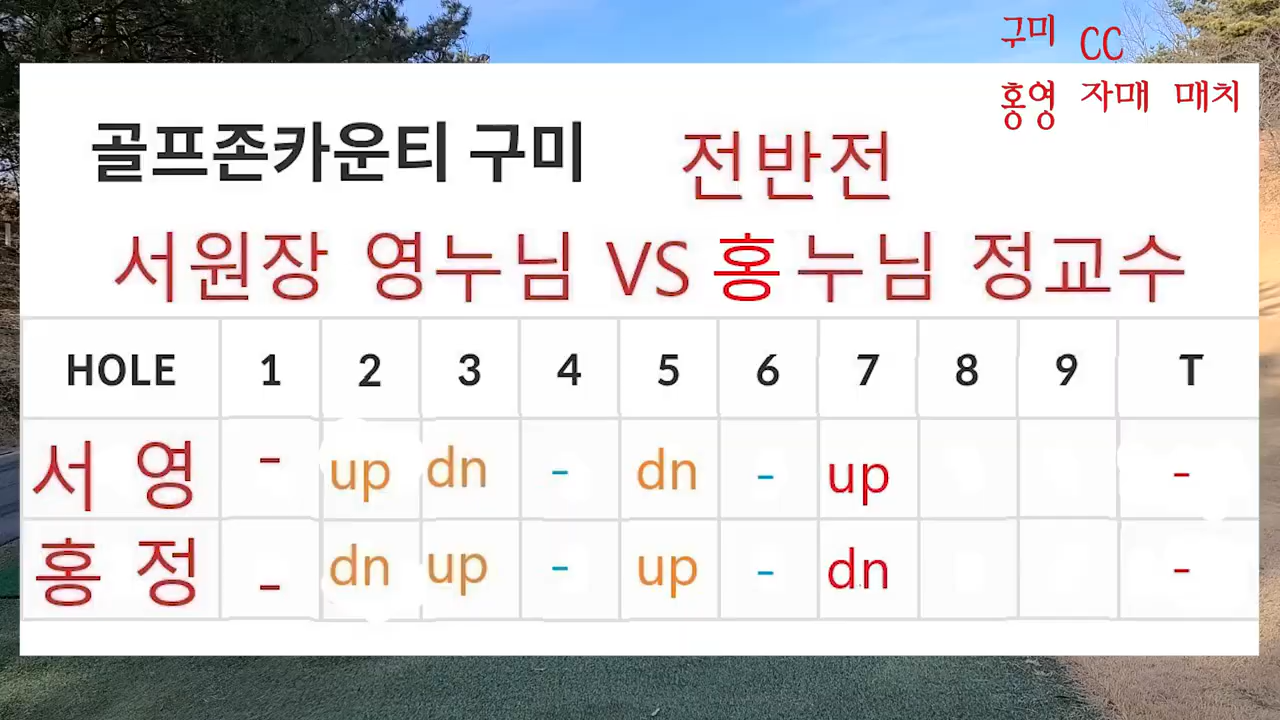 구미 CC
홍영 자매 매치
골프존카운티 구미 전반전
서원장 영누님 VS 홍누님 정교수
HOLE 1 2 3 4 5 6 7 8 9 T
서 영 - up dn - dn - up -
홍 정 - dn up - up - dn -